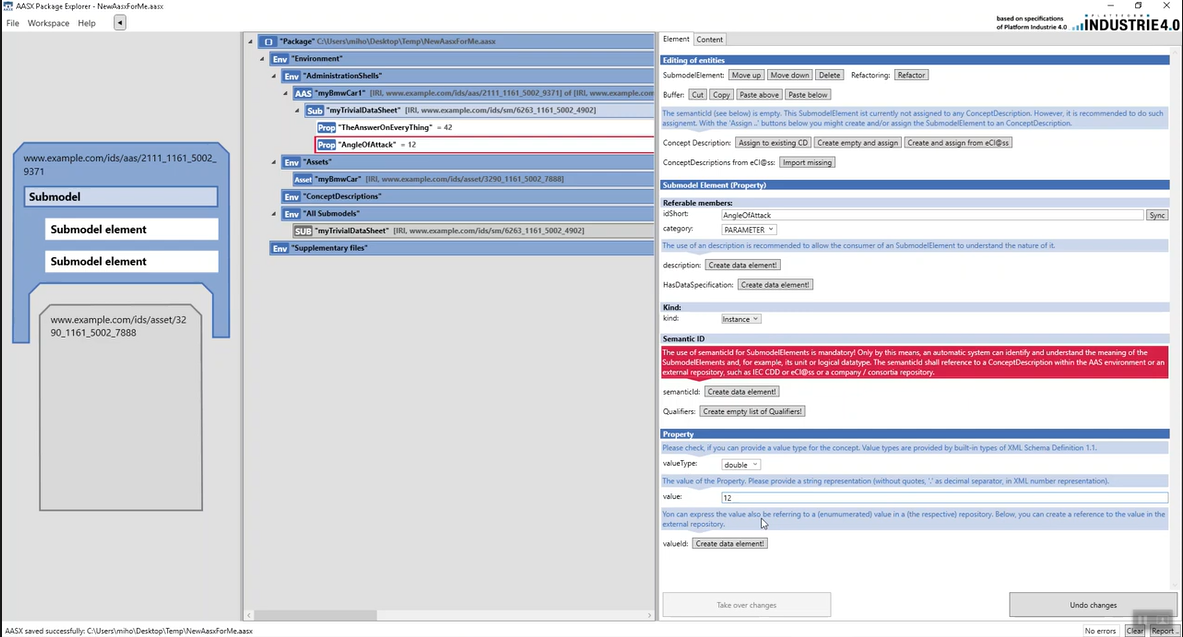 AASX Package Explorer - NewAasxForMe.aasx
File Workspace Help
based on specifications
of Platform Industrie 4.0
PLATTFORM
INDUSTRIE4.0
www.example.com/ids/aas/2111_1161_5002_
9371
Submodel
Submodel element
Submodel element
www.example.com/ids/asset/32
90_1161_5002_7888
"Package" C:\Users\miho\Desktop\Temp\NewAasxForMe.aasx
Env "Environment"
Env "AdministrationShells"
AAS "myBmwCar1" [IRI, www.example.com/ids/aas/2111_1161_5002_9371] of [IRI, www.example.com
Sub "myTrivialDataSheet" [IRI, www.example.com/ids/sm/6263_1161_5002_4902]
Prop "TheAnswerOnEveryThing" = 42
Prop "AngleOfAttack" = 12
Env "Assets"
Asset "myBmwCar" [IRI, www.example.com/ids/asset/3290_1161_5002_7888]
Env "ConceptDescriptions"
Env "All Submodels"
SUB "myTrivialDataSheet" [IRI, www.example.com/ids/sm/6263_1161_5002_4902]
Env "Supplementary files"
Element Content
Editing of entities
SubmodelElement: Move up Move down Delete Refactoring: Refactor
Buffer: Cut Copy Paste above Paste below
The semanticId (see below) is empty. This SubmodelElement ist currently not assigned to any ConceptDescription. However, it is recommended to do such
assignemt. With the 'Assign ..' buttons below you might create and/or assign the SubmodelElement to an ConceptDescription.
Concept Description: Assign to existing CD Create empty and assign Create and assign from eCl@ss
ConceptDescriptions from eCl@ss: Import missing
Submodel Element (Property)
Referable members:
idShort: AngleOfAttack Sync
category: PARAMETER
The use of an description is recommended to allow the consumer of an SubmodelElement to understand the nature of it.
description: Create data element!
HasDataSpecification: Create data element!
Kind:
kind: Instance
Semantic ID
The use of semanticId for SubmodelElements is mandatory! Only by this means, an automatic system can identify and understand the meaning of the
SubmodelElements and, for example, its unit or logical datatype. The semanticId shall reference to a ConceptDescription within the AAS environment or an
external repository, such as IEC CDD or eCl@ss or a company / consortia repository.
semanticId: Create data element!
Qualifiers: Create empty list of Qualifiers!
Property
Please check, if you can provide a value type for the concept. Value types are provided by built-in types of XML Schema Definition 1.1.
valueType: double
The value of the Property. Please provide a string representation (without quotes, '.' as decimal separator, in XML number representation).
value: 12
Yon can express the value also be referring to a (enumumerated) value in a (the respective) repository. Below, you can create a reference to the value in the
external repository.
valueId: Create data element!
Take over changes Undo changes
AASX saved successfully: C:\Users\miho\Desktop\Temp\NewAasxForMe.aasx
No errors Clear Report..